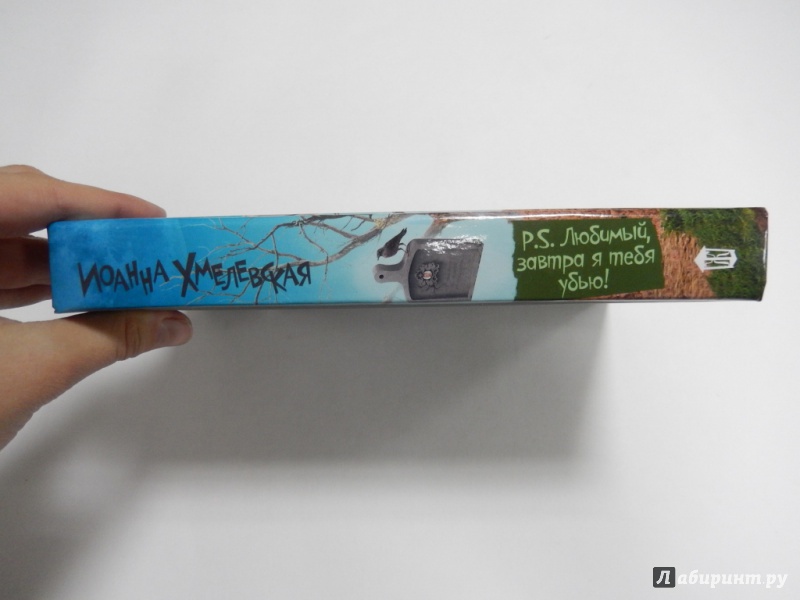 Иоанна Хмелевская
P.S. Любимый,
завтра я тебя
убью!
Лабиринт.ру